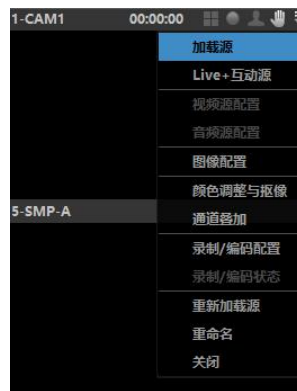 1-CAM1 00:00:00
加载源
Live+互动源
视频源配置
音频源配置
图像配置
颜色调整与抠像
5-SMP-A
通道叠加
录制/编码配置
录制/编码状态
重新加载源
重命名
关闭